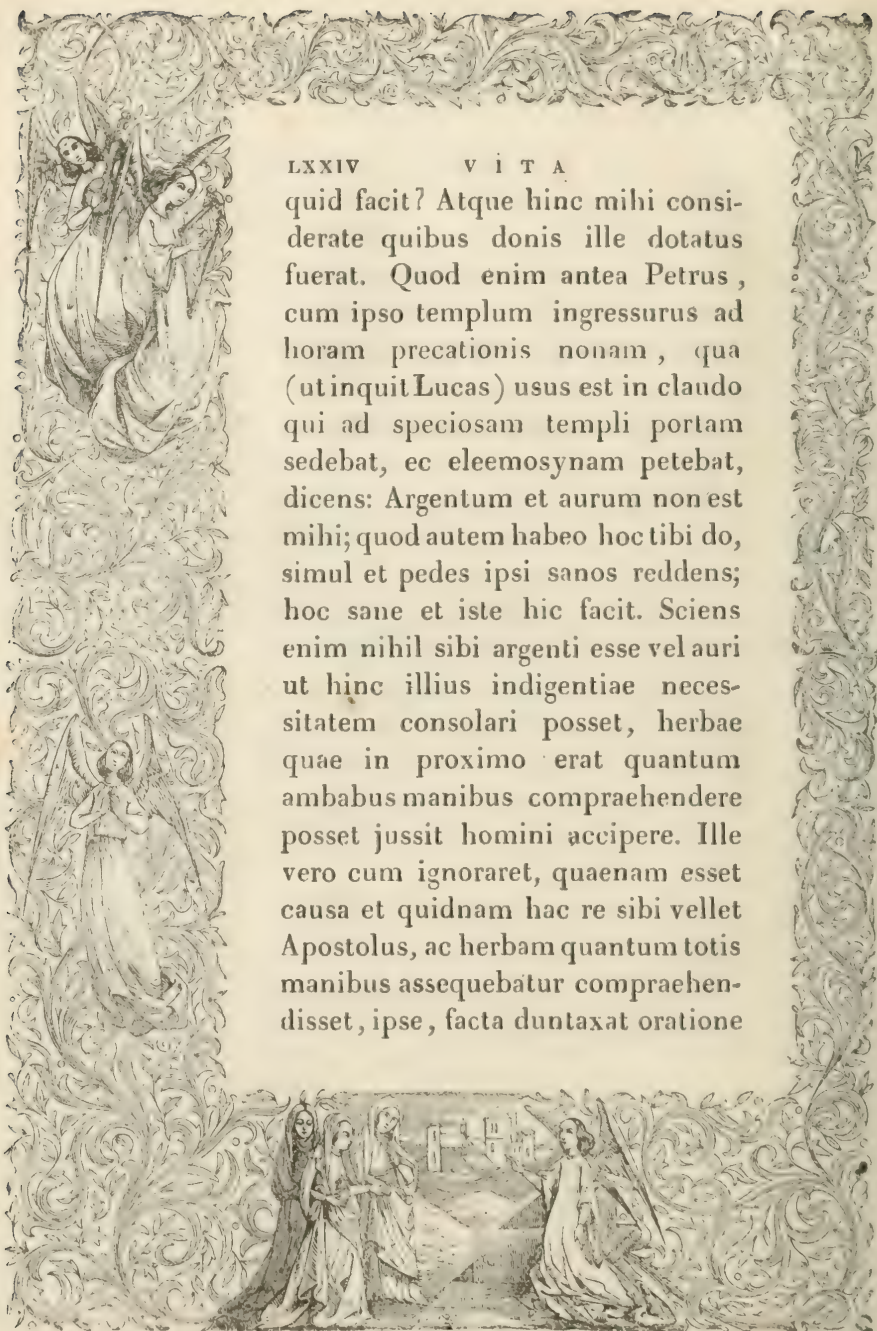 LXXIV VITA
quid facit? Atque hinc mihi consi-
derate quibus donis ille dotatus
fuerat. Quod enim antea Petrus,
cum ipso templum ingressurus ad
horam precationis nonam, qua
(ut inquit Lucas) usus est in claudo
qui ad speciosam templi portam
sedebat, ec eleemosynam petebat,
dicens: Argentum et aurum non est
mihi; quod autem habeo hoc tibi do,
simul et pedes ipsi sanos reddens;
hoc sane et iste hic facit. Sciens
enim nihil sibi argenti esse vel auri
ut hinc illius indigentiae neces-
sitatem consolari posset, herbae
quae in proximo erat quantum
ambabus manibus compraehendere
posset jussit homini accipere. Ille
vero cum ignoraret, quaenam esset
causa et quidnam hac re sibi vellet
Apostolus, ac herbam quantum totis
manibus assequebatur compraehen-
disset, ipse, facta duntaxat oratione